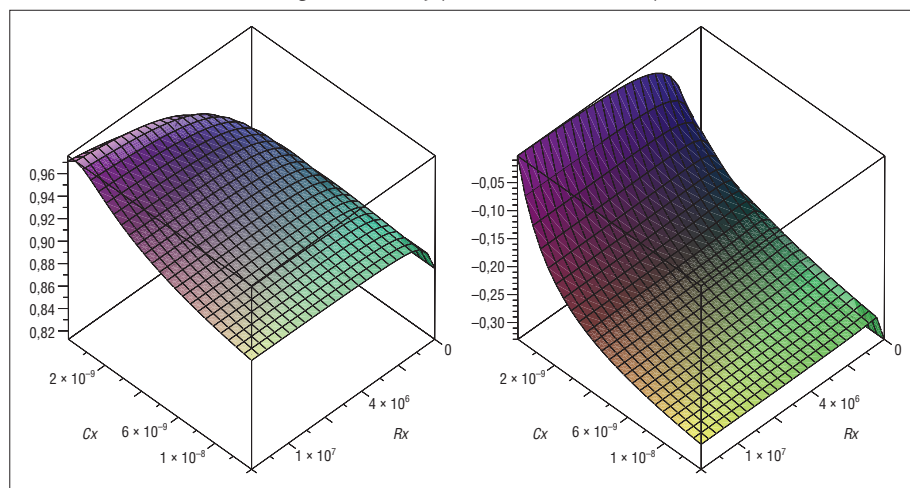 0,96
0,94
0,92
0,90
0,88
0,86
0,84
0,82
2 × 10⁻⁹
6 × 10⁻⁹
1 × 10⁻⁸
Cx
0
4 × 10⁶
1 × 10⁷
Rx
−0,05
−0,10
−0,15
−0,20
−0,25
−0,30
2 × 10⁻⁹
6 × 10⁻⁹
1 × 10⁻⁸
Cx
0
4 × 10⁶
1 × 10⁷
Rx